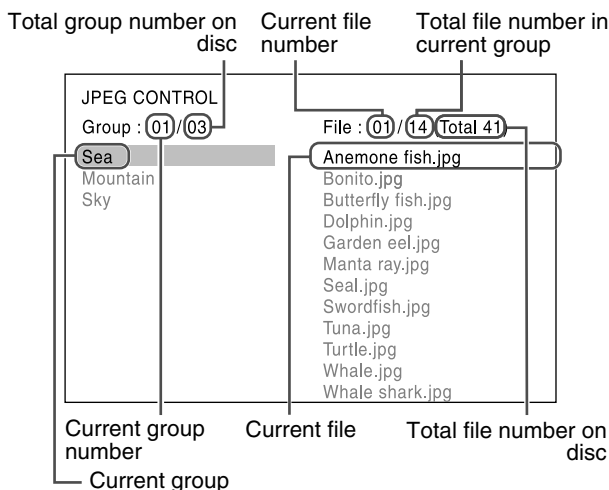 Total group number on
disc
Current file
number
Total file number in
current group
JPEG CONTROL
Group : 01 / 03
File : 01 / 14 Total 41
Sea
Mountain
Sky
Anemone fish.jpg
Bonito.jpg
Butterfly fish.jpg
Dolphin.jpg
Garden eel.jpg
Manta ray.jpg
Seal.jpg
Swordfish.jpg
Tuna.jpg
Turtle.jpg
Whale.jpg
Whale shark.jpg
Current group
number
Current file
Total file number on
disc
Current group